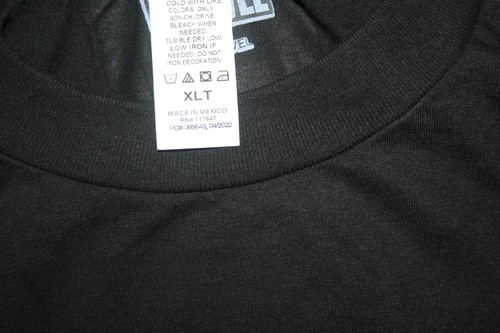 COLD WITH LIKE
COLORS. ONLY
NON-CHLORINE
BLEACH WHEN
NEEDED.
TUMBLE DRY LOW.
LOW IRON IF
NEEDED. DO NOT
IRON DECORATION
XLT
MADE IN MEXICO
RN# 111647
PO# 388645, 04/2022